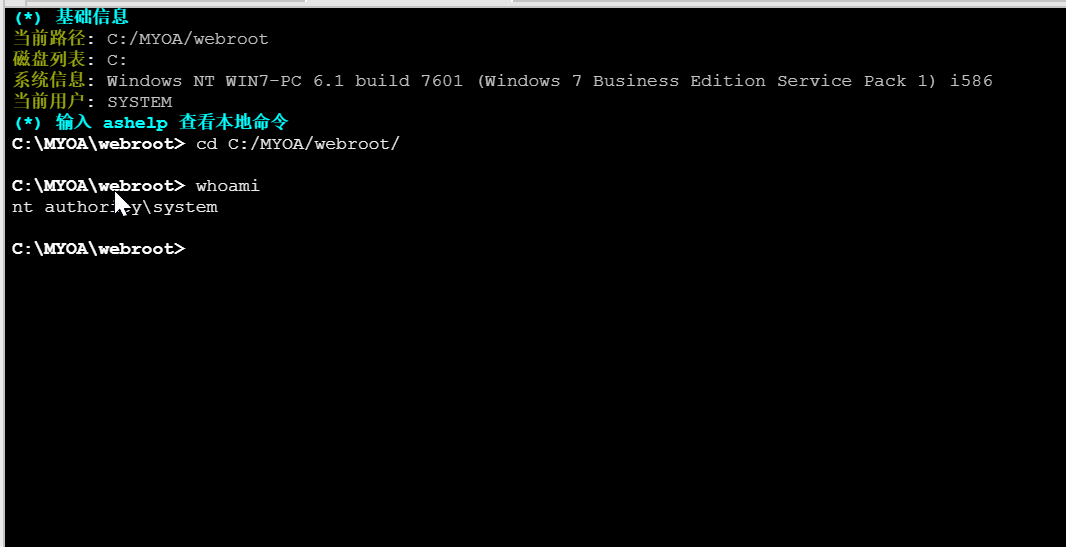 (*) 基础信息
当前路径: C:/MYOA/webroot
磁盘列表: C:
系统信息: Windows NT WIN7-PC 6.1 build 7601 (Windows 7 Business Edition Service Pack 1) i586
当前用户: SYSTEM
(*) 输入 ashelp 查看本地命令
C:\MYOA\webroot> cd C:/MYOA/webroot/
C:\MYOA\webroot> whoami
nt authority\system
C:\MYOA\webroot>